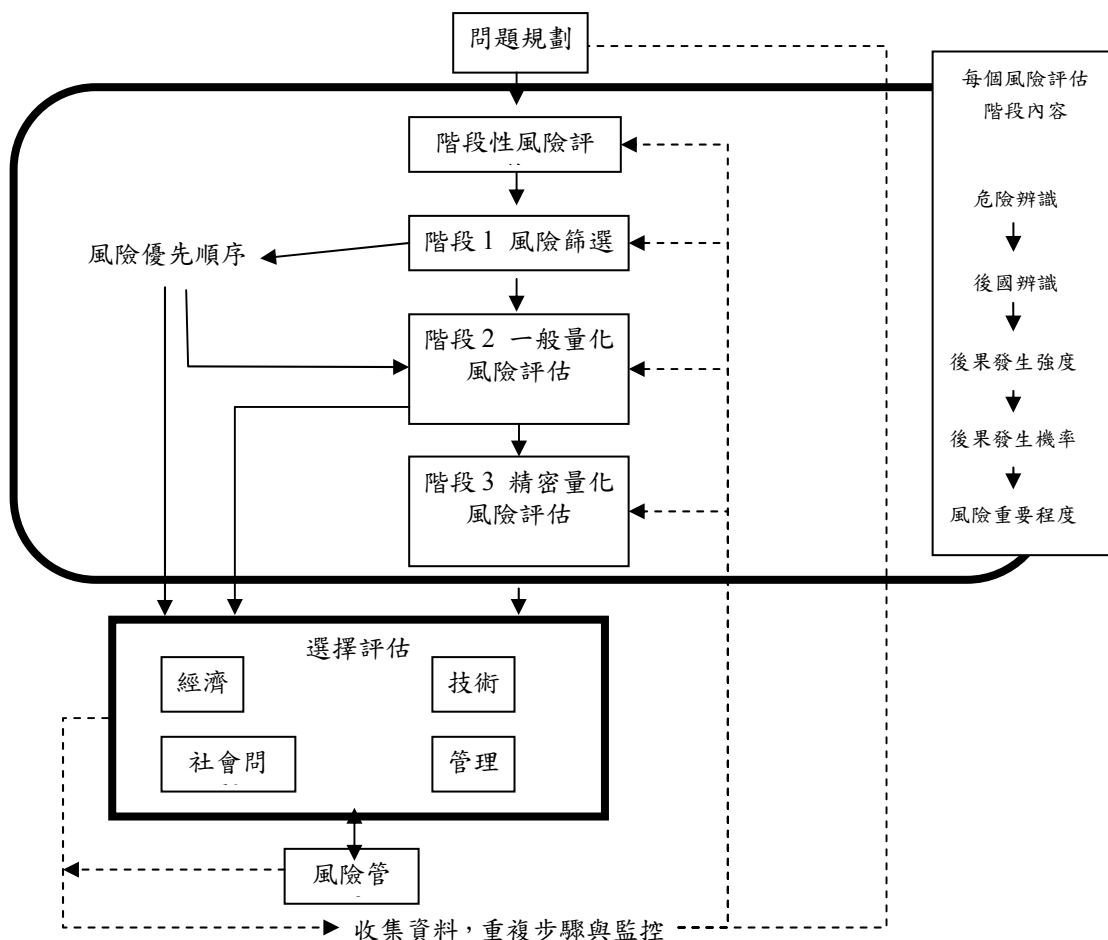 問題規劃
每個風險評估
階段內容
階段性風險評
階段1 風險篩選
風險優先順序
階段2 一般量化
風險評估
階段3 精密量化
風險評估
危險辨識
後國辨識
後果發生強度
後果發生機率
風險重要程度
選擇評估
經濟
技術
社會問
管理
風險管
收集資料，重複步驟與監控